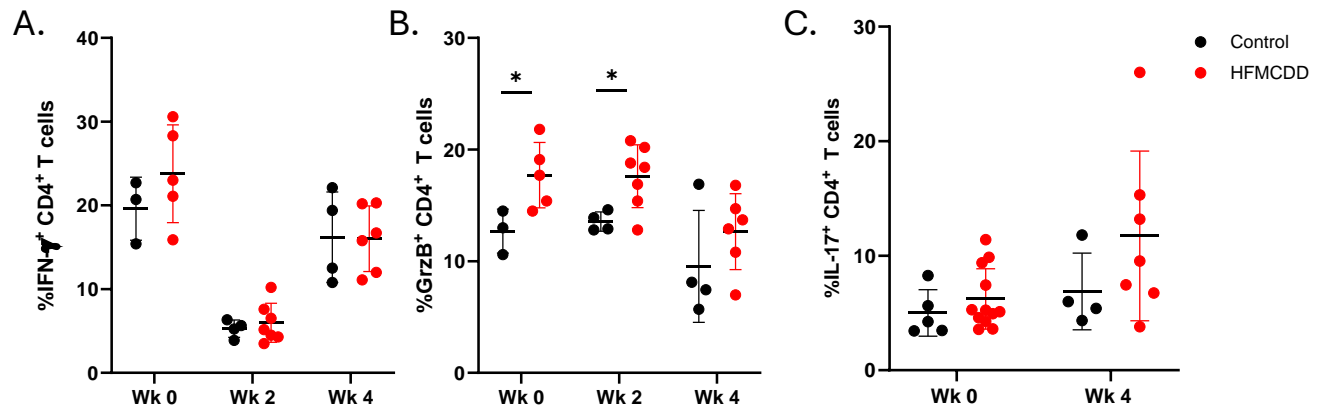 A.
%IFN-γ⁺ CD4⁺ T cells
40
30
20
10
0
Wk 0
Wk 2
Wk 4
B.
%GrzB⁺ CD4⁺ T cells
30
20
10
0
*
*
Wk 0
Wk 2
Wk 4
C.
%IL-17⁺ CD4⁺ T cells
30
20
10
0
Wk 0
Wk 4
Control
HFMCDD